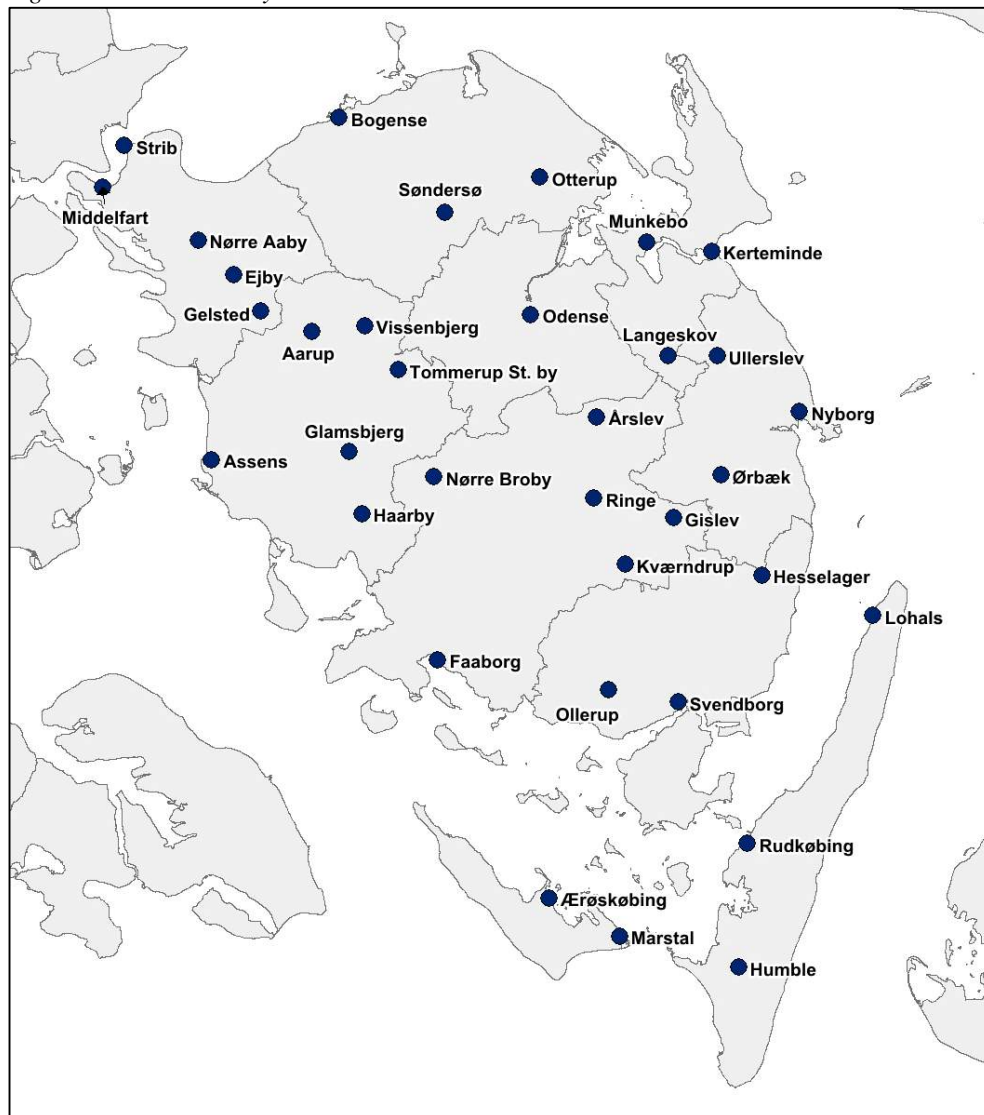 Bogense
Strib
Otterup
Søndersø
Middelfart
Munkebo
Nørre Aaby
Kerteminde
Ejby
Gelsted
Odense
Vissenbjerg
Langeskov
Aarup
Ullerslev
Tommerup St. by
Nyborg
Årslev
Glamsbjerg
Assens
Nørre Broby
Ørbæk
Ringe
Haarby
Gislev
Kværndrup
Hesselager
Lohals
Faaborg
Ollerup
Svendborg
Rudkøbing
Ærøskøbing
Marstal
Humble